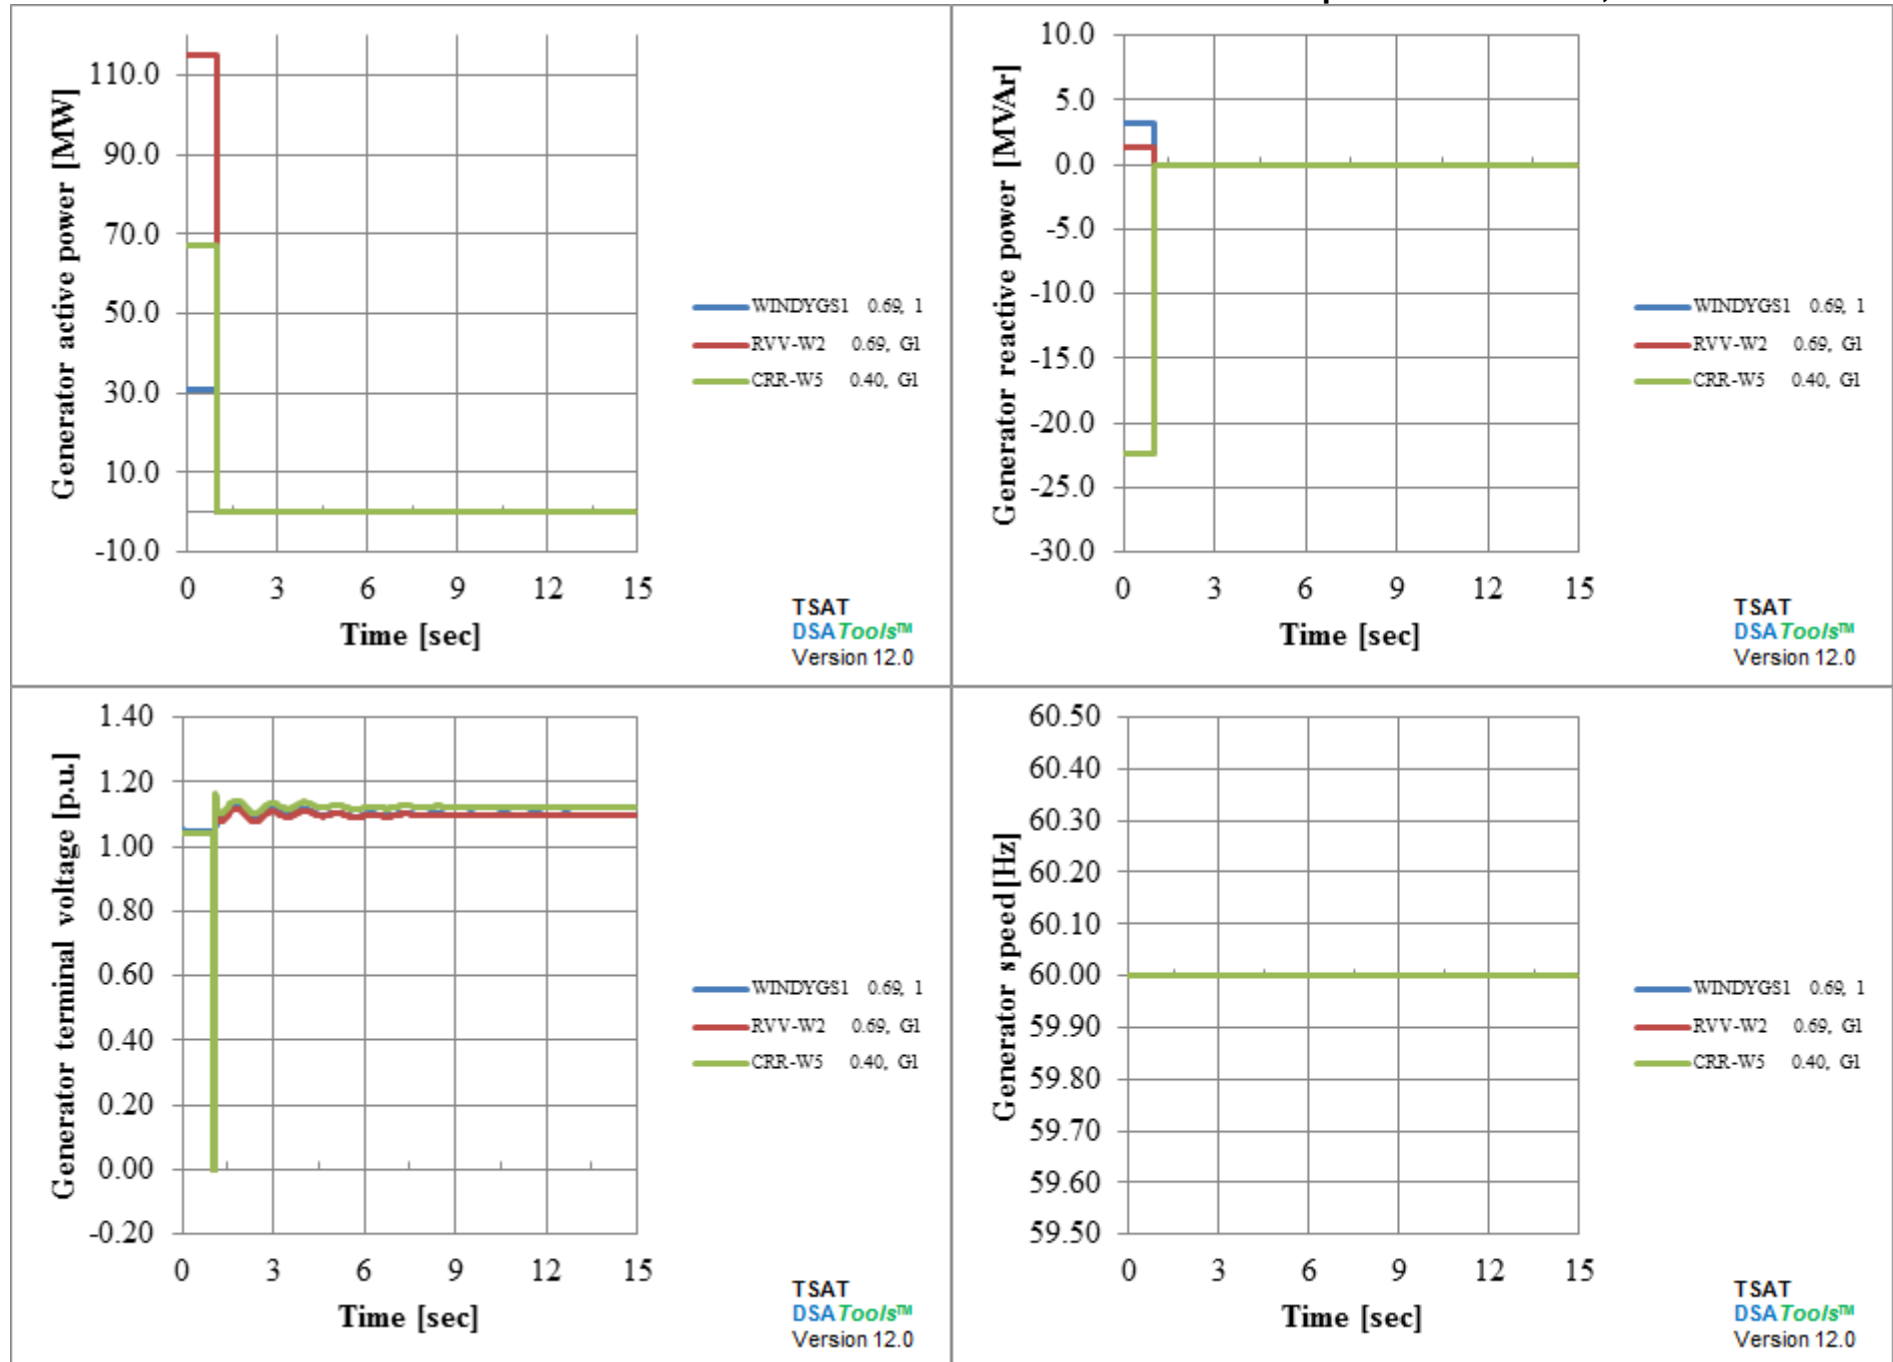 Generator active power [MW]
110.0
90.0
70.0
50.0
30.0
10.0
-10.0
0 3 6 9 12 15
Time [sec]
WINDYGS1 0.69, 1
RVV-W2 0.69, G1
CRR-W5 0.40, G1
TSAT
DSATools™
Version 12.0
Generator reactive power [MVAr]
10.0
5.0
0.0
-5.0
-10.0
-15.0
-20.0
-25.0
-30.0
0 3 6 9 12 15
Time [sec]
WINDYGS1 0.69, 1
RVV-W2 0.69, G1
CRR-W5 0.40, G1
TSAT
DSATools™
Version 12.0
Generator terminal voltage [p.u.]
1.40
1.20
1.00
0.80
0.60
0.40
0.20
0.00
-0.20
0 3 6 9 12 15
Time [sec]
WINDYGS1 0.69, 1
RVV-W2 0.69, G1
CRR-W5 0.40, G1
TSAT
DSATools™
Version 12.0
Generator speed[Hz]
60.50
60.40
60.30
60.20
60.10
60.00
59.90
59.80
59.70
59.60
59.50
0 3 6 9 12 15
Time [sec]
WINDYGS1 0.69, 1
RVV-W2 0.69, G1
CRR-W5 0.40, G1
TSAT
DSATools™
Version 12.0